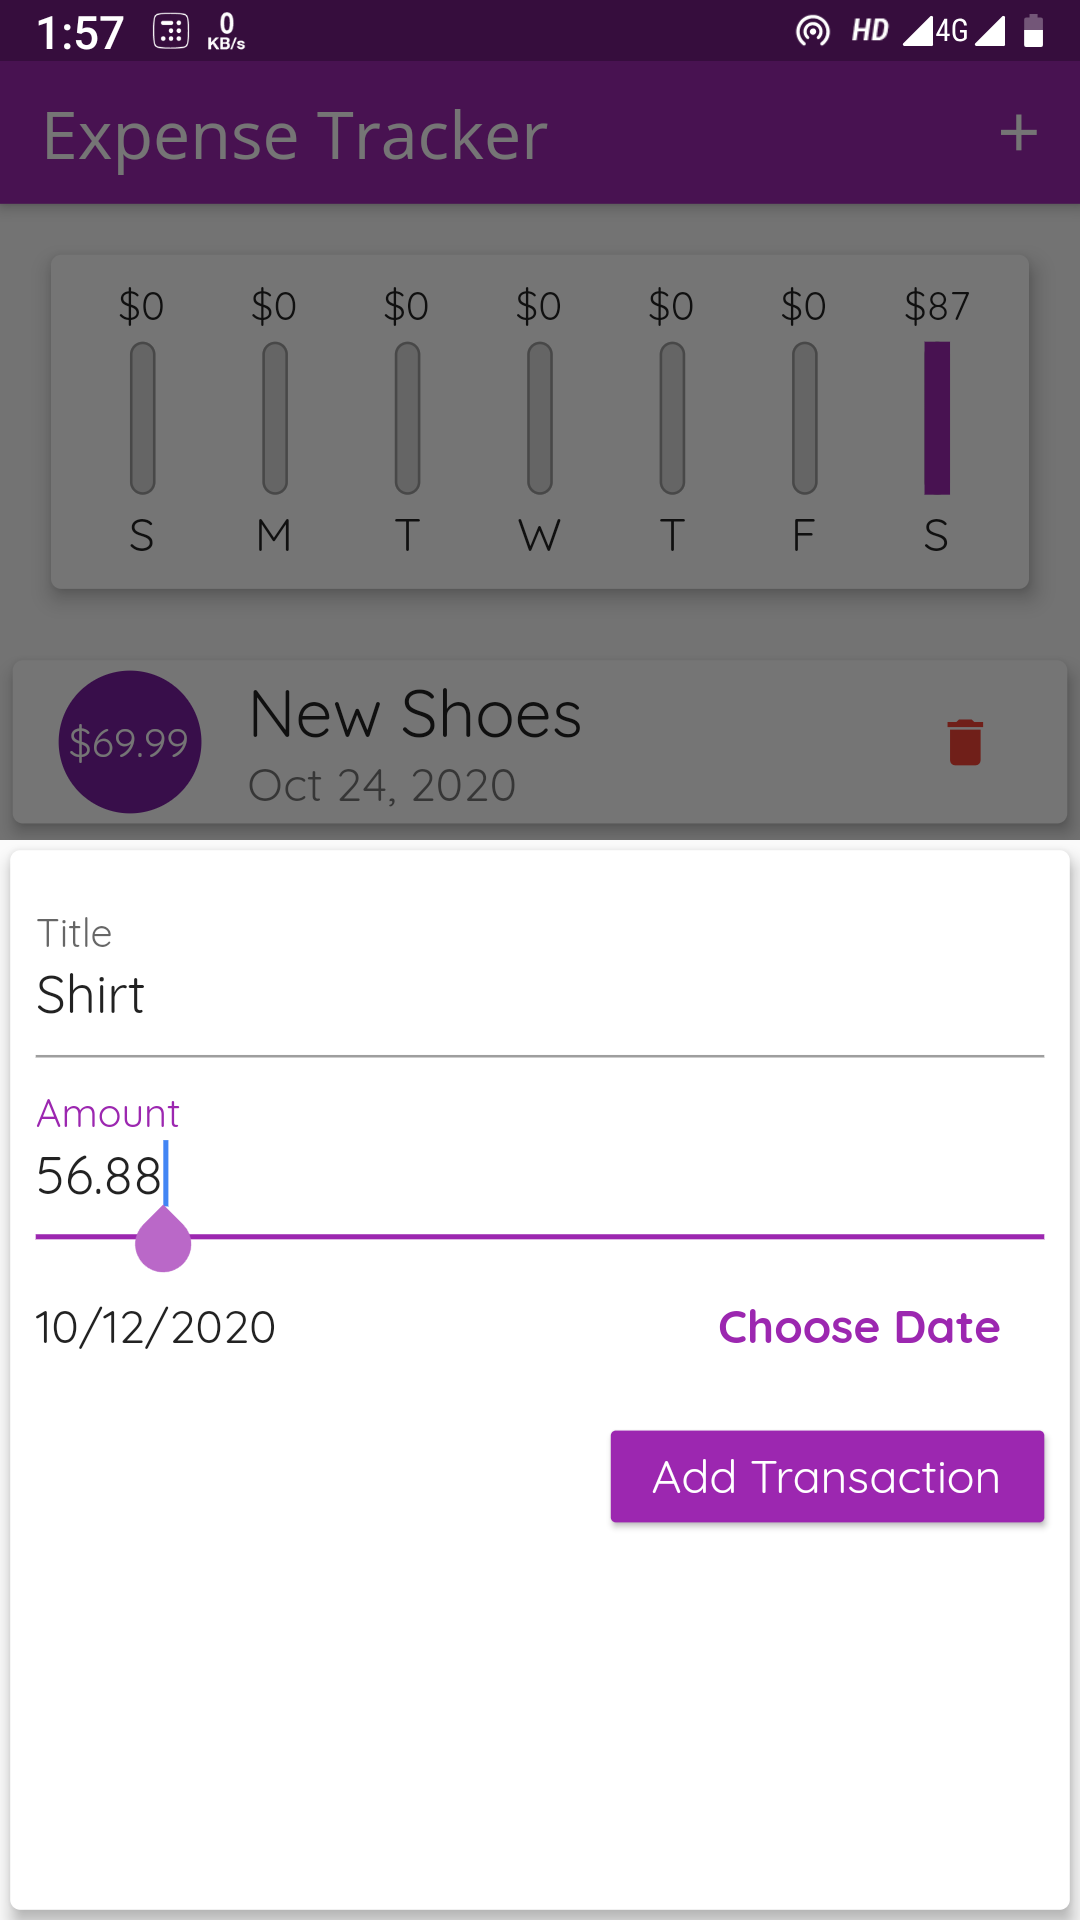 1:57 0 KB/s HD 4G
Expense Tracker +
$0 $0 $0 $0 $0 $0 $87
S M T W T F S
$69.99 New Shoes
Oct 24, 2020
Title
Shirt
Amount
56.88
10/12/2020 Choose Date
Add Transaction